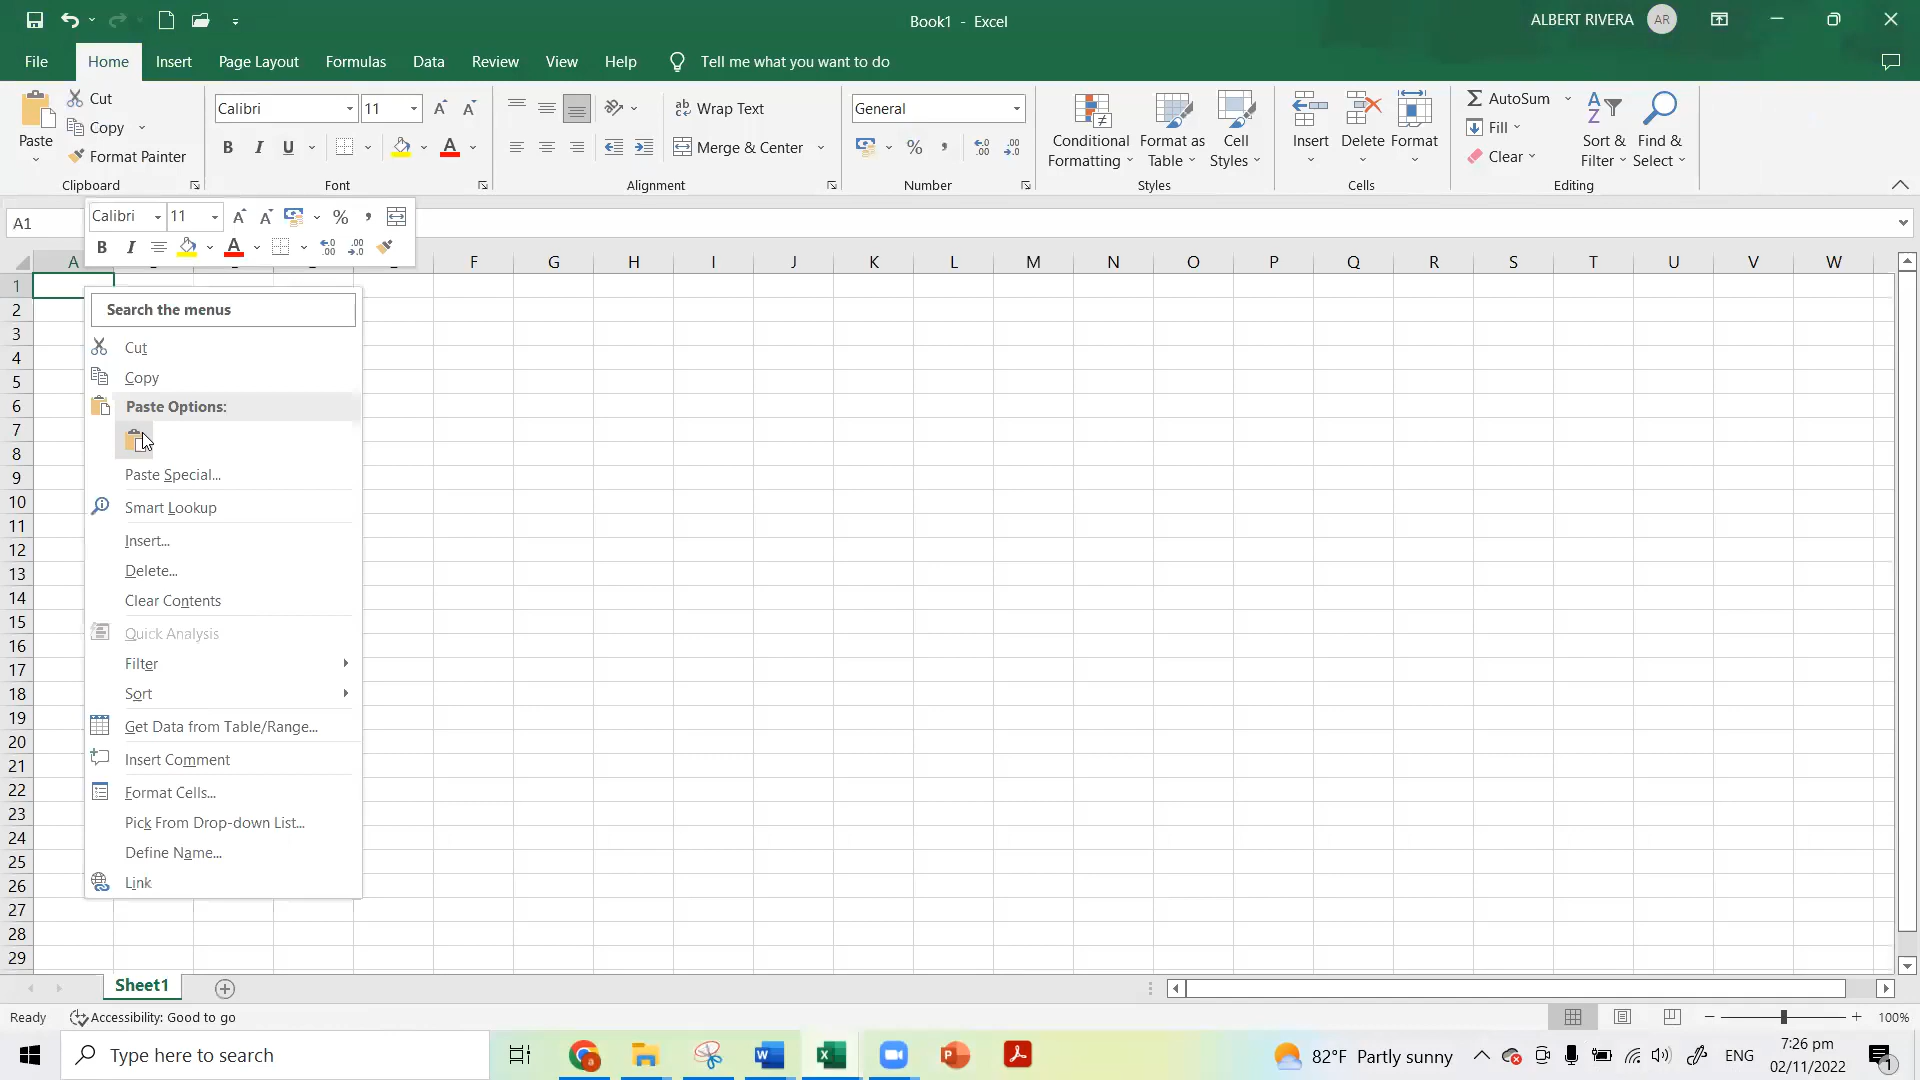 Book1 - Excel
ALBERT RIVERA AR
File Home Insert Page Layout Formulas Data Review View Help Tell me what you want to do
Paste
Cut
Copy
Format Painter
Clipboard
Calibri 11
B I U A
Font
ab Wrap Text
Merge & Center
Alignment
General
% ,
Number
Conditional Formatting
Format as Table
Cell Styles
Styles
Insert Delete Format
Cells
AutoSum
Fill
Clear
Sort & Filter
Find & Select
Editing
A1
Calibri 11 A A % ,
B I A
A F G H I J K L M N O P Q R S T U V W
1
2
3
4
5
6
7
8
9
10
11
12
13
14
15
16
17
18
19
20
21
22
23
24
25
26
27
28
29
Search the menus
Cut
Copy
Paste Options:
Paste Special...
Smart Lookup
Insert...
Delete...
Clear Contents
Quick Analysis
Filter
Sort
Get Data from Table/Range...
Insert Comment
Format Cells...
Pick From Drop-down List...
Define Name...
Link
Sheet1
Ready Accessibility: Good to go
100%
Type here to search
82°F Partly sunny
ENG
7:26 pm
02/11/2022
1